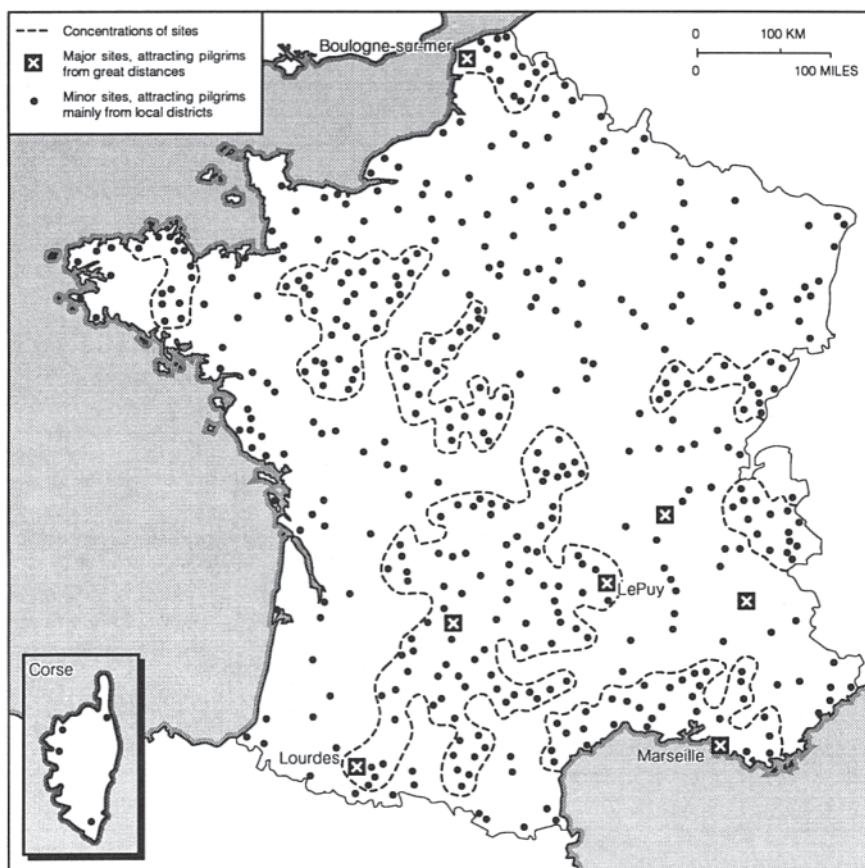 Concentrations of sites
Major sites, attracting pilgrims
from great distances
Minor sites, attracting pilgrims
mainly from local districts
Boulogne-sur-mer
0 100 KM
0 100 MILES
LePuy
Corse
Lourdes
Marseille